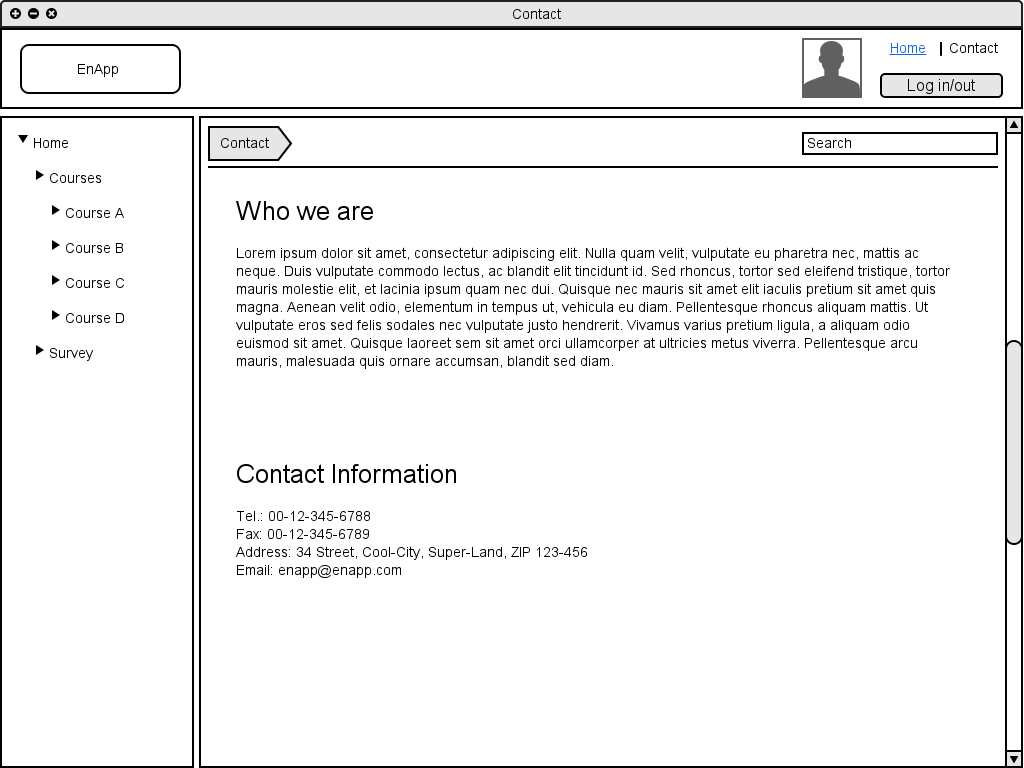 Contact
EnApp
Home
Contact
Log in/out
Home
Courses
Course A
Course B
Course C
Course D
Survey
Contact
Search
Who we are
Lorem ipsum dolor sit amet, consectetur adipiscing elit. Nulla quam velit, vulputate eu pharetra nec, mattis ac
neque. Duis vulputate commodo lectus, ac blandit elit tincidunt id. Sed rhoncus, tortor sed eleifend tristique, tortor
mauris molestie elit, et lacinia ipsum quam nec dui. Quisque nec mauris sit amet elit iaculis pretium sit amet quis
magna. Aenean velit odio, elementum in tempus ut, vehicula eu diam. Pellentesque rhoncus aliquam mattis. Ut
vulputate eros sed felis sodales nec vulputate justo hendrerit. Vivamus varius pretium ligula, a aliquam odio
euismod sit amet. Quisque laoreet sem sit amet orci ullamcorper at ultricies metus viverra. Pellentesque arcu
mauris, malesuada quis ornare accumsan, blandit sed diam.
Contact Information
Tel.: 00-12-345-6788
Fax: 00-12-345-6789
Address: 34 Street, Cool-City, Super-Land, ZIP 123-456
Email: enapp@enapp.com